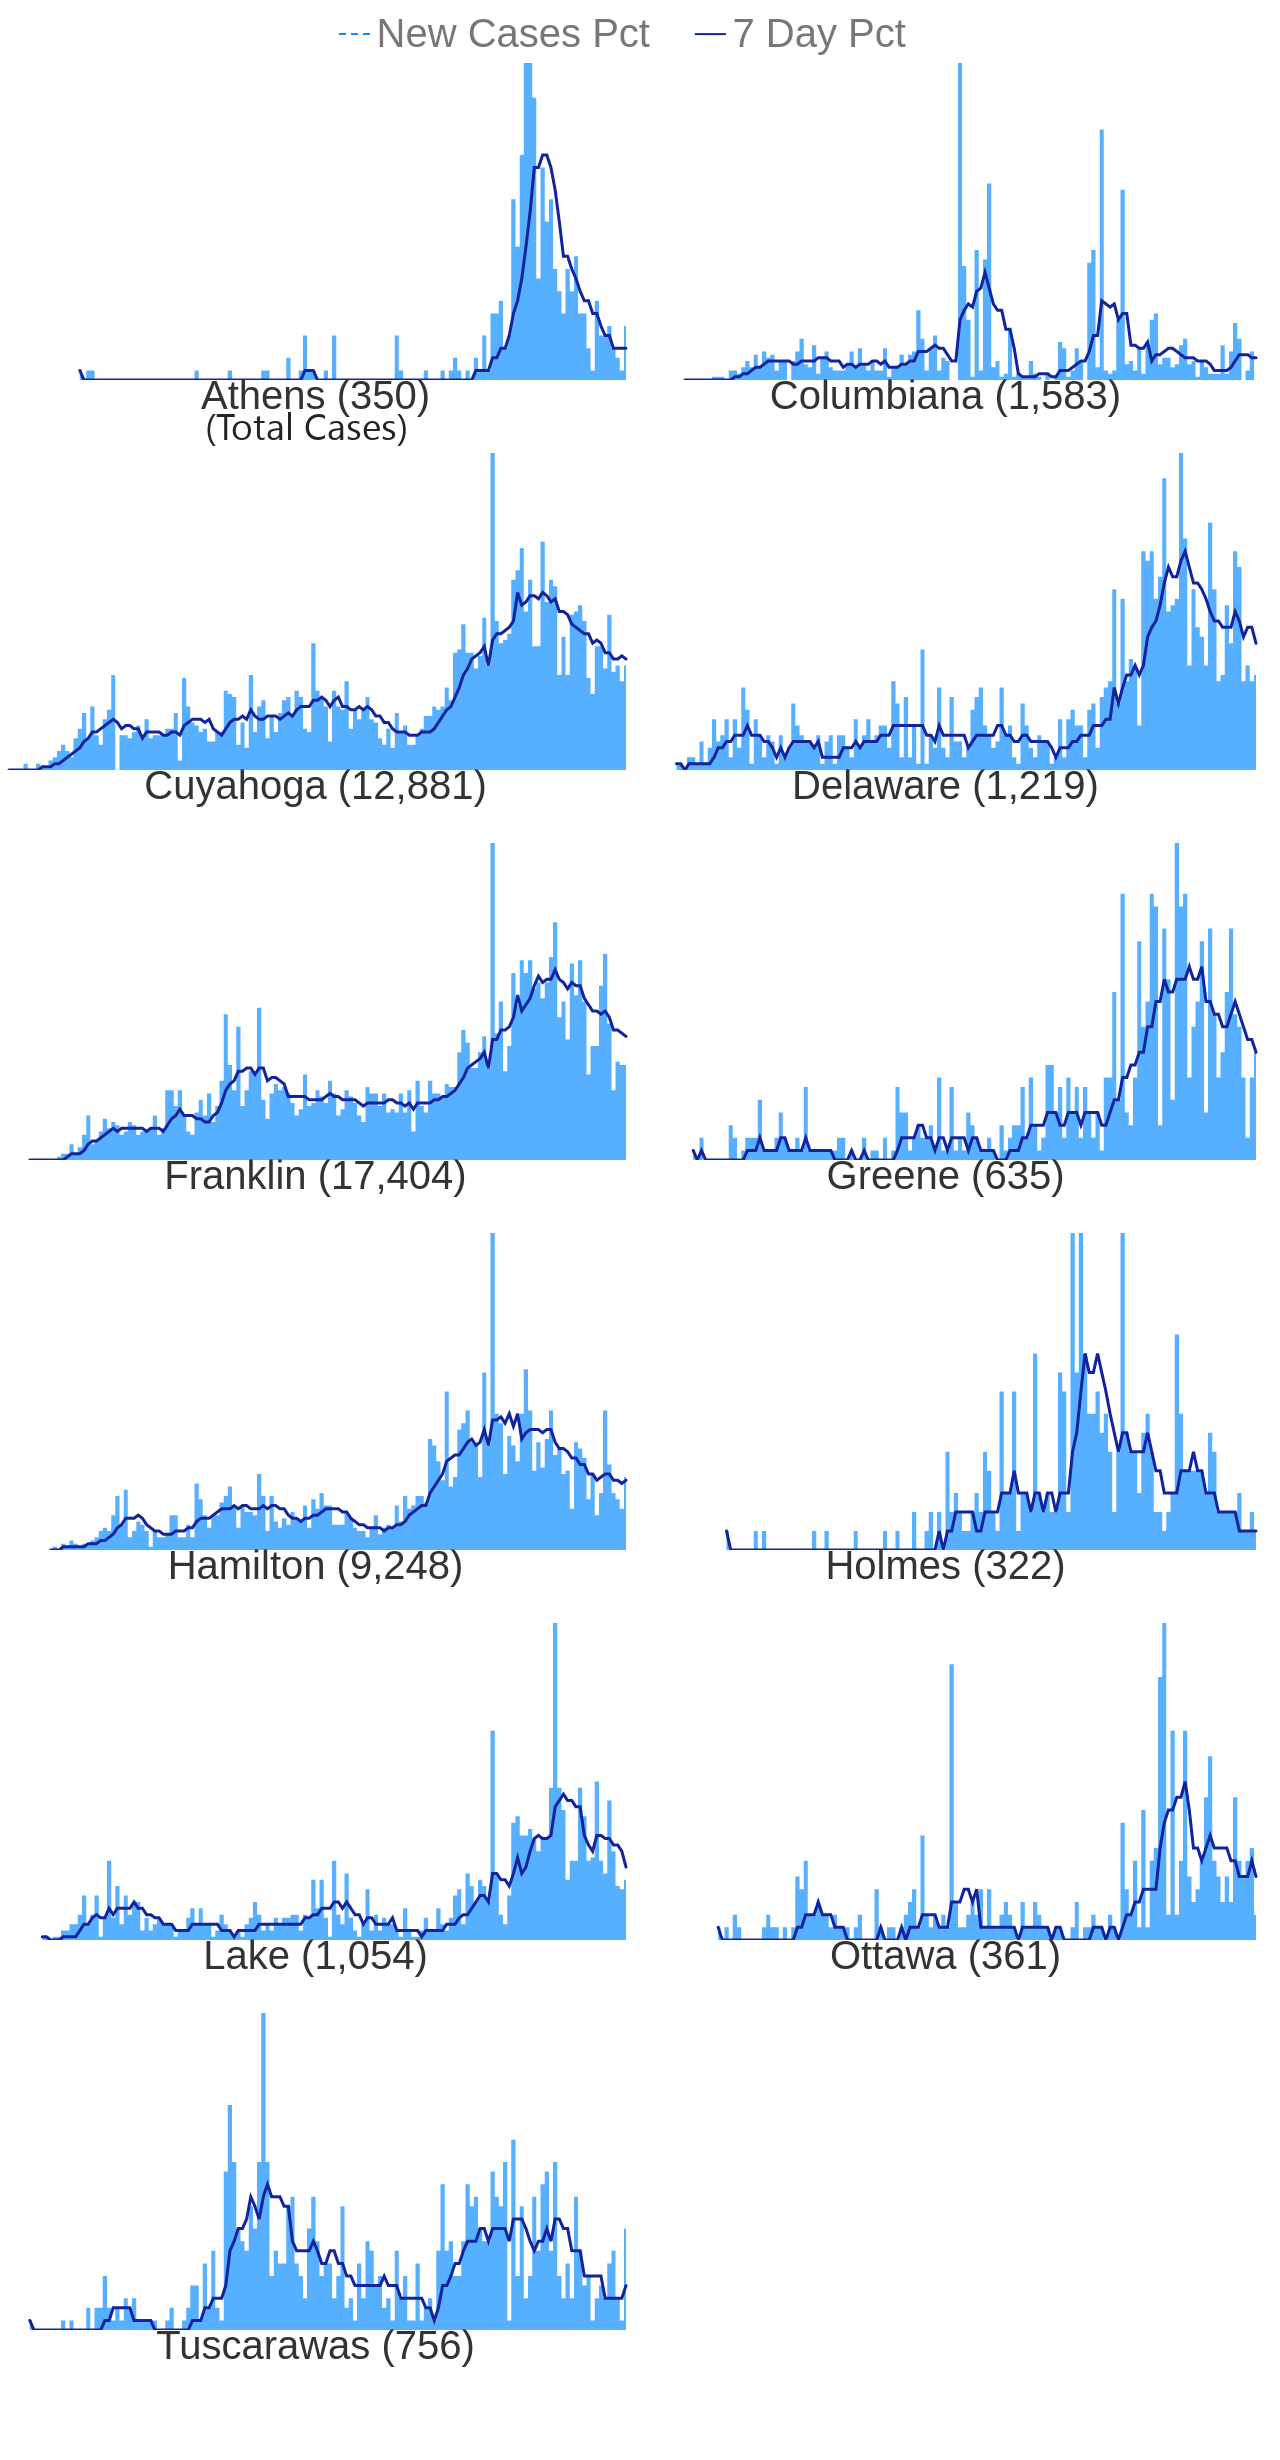 New Cases Pct 7 Day Pct
Athens (350) Columbiana (1,583)
(Total Cases)
Cuyahoga (12,881) Delaware (1,219)
Franklin (17,404) Greene (635)
Hamilton (9,248) Holmes (322)
Lake (1,054) Ottawa (361)
Tuscarawas (756)